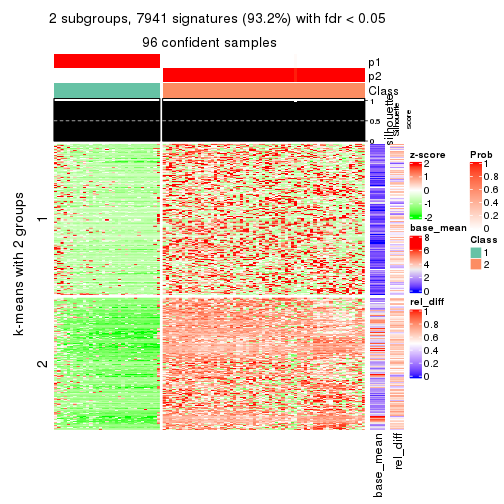 2 subgroups, 7941 signatures (93.2%) with fdr < 0.05
96 confident samples
p1
p2
Class
silhouette
1
0.5
0
Silhouette
score
k-means with 2 groups
1
2
base_mean
rel_diff
z-score
2
1
0
-1
-2
base_mean
8
6
4
2
0
rel_diff
1
0.8
0.6
0.4
0.2
0
Prob
1
0.8
0.6
0.4
0.2
0
Class
1
2